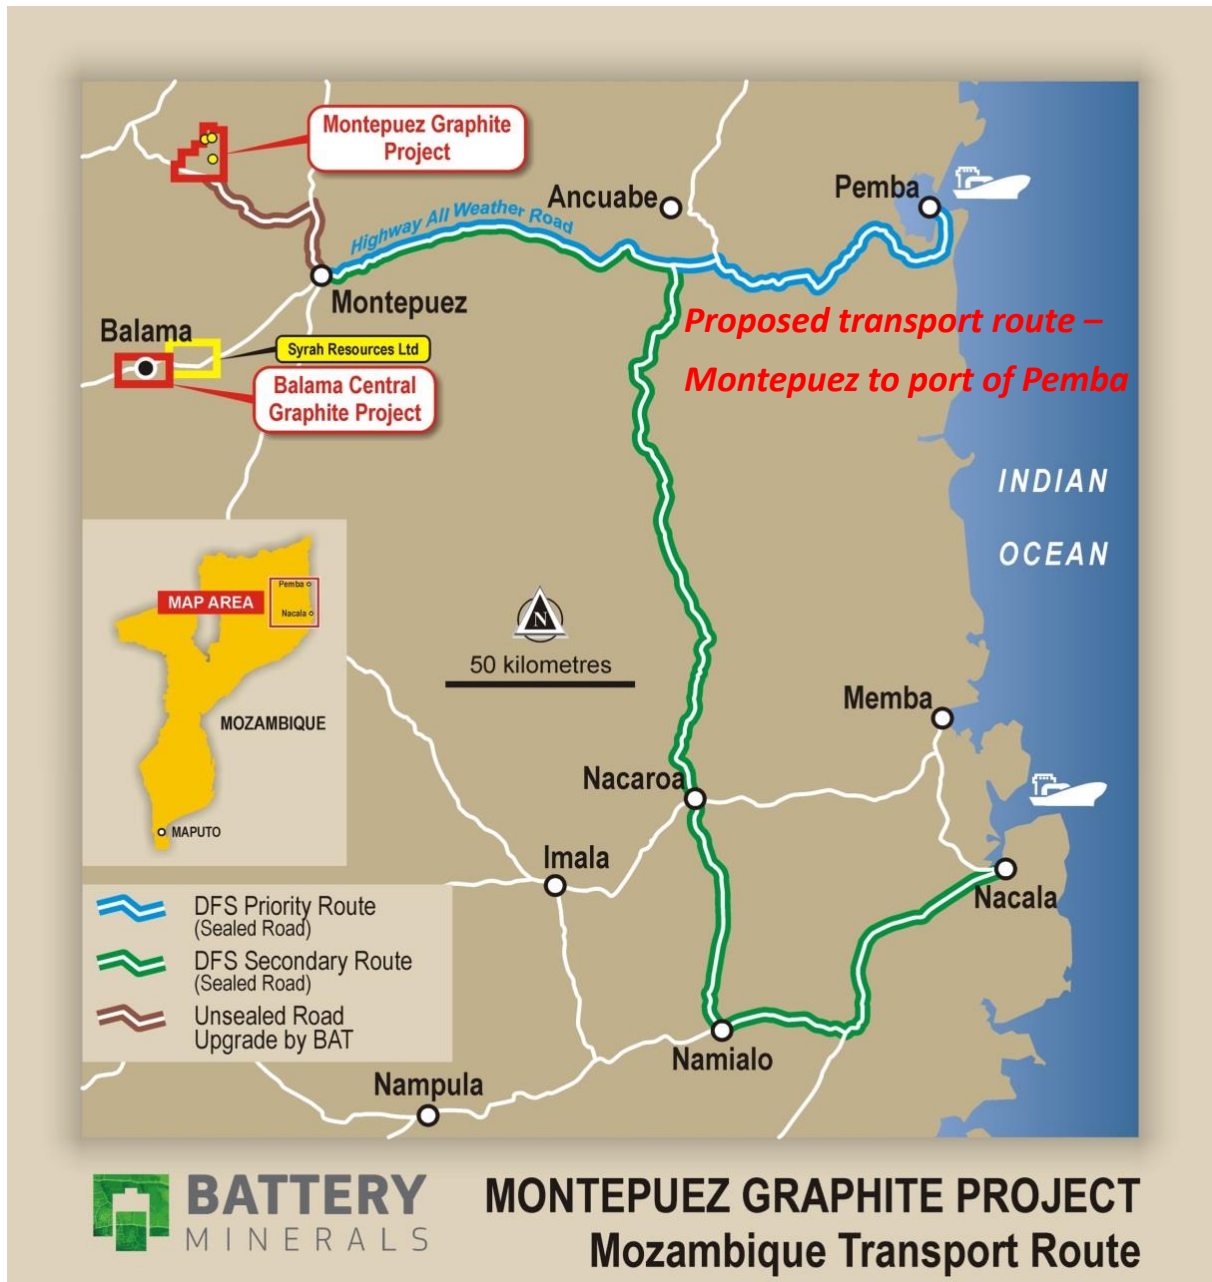 Montepuez Graphite
Project
Ancuabe
Pemba
Highway All Weather Road
Montepuez
Proposed transport route –
Montepuez to port of Pemba
Balama
Syrah Resources Ltd
Balama Central
Graphite Project
INDIAN
OCEAN
Pemba
MAP AREA
Nacala
N
50 kilometres
MOZAMBIQUE
MAPUTO
Memba
Nacaroa
Imala
Nacala
DFS Priority Route
(Sealed Road)
DFS Secondary Route
(Sealed Road)
Unsealed Road
Upgrade by BAT
Namialo
Nampula
BATTERY
MINERALS
MONTEPUEZ GRAPHITE PROJECT
Mozambique Transport Route